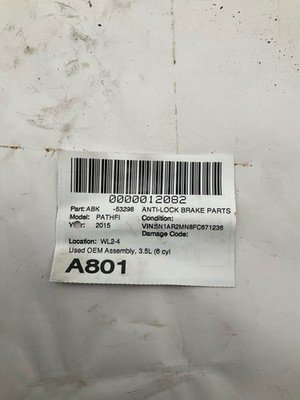 0000012082
Part: ABK -53298 ANTI-LOCK BRAKE PARTS
Model: PATHFI Condition:
Year: 2015 VIN:5N1AR2MN8FC671236
Damage Code:
Location: WL2-4
Used OEM Assembly, 3.5L (6 cyl
A801